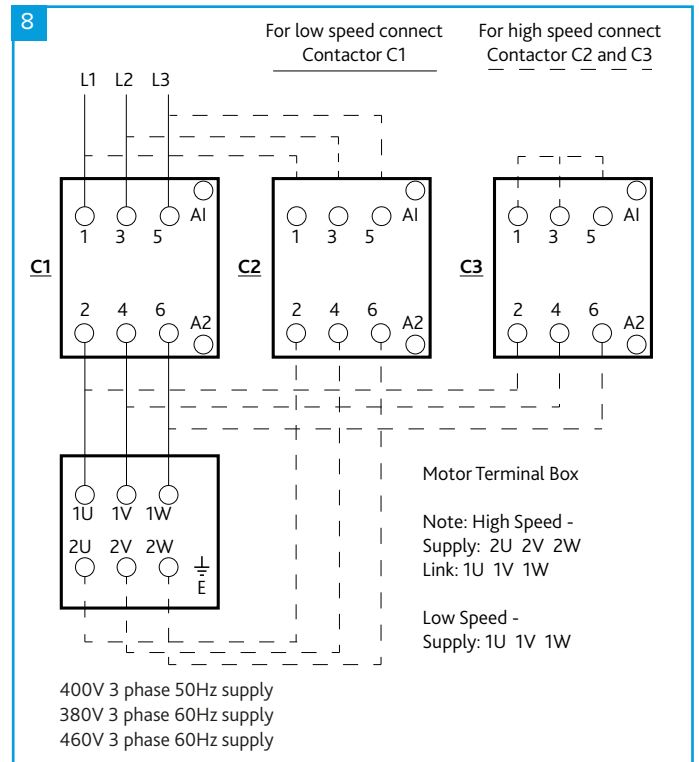 8
For low speed connect
Contactor C1
For high speed connect
Contactor C2 and C3
L1 L2 L3
AI
1 3 5
C1
2 4 6
A2
AI
1 3 5
C2
2 4 6
A2
AI
1 3 5
C3
2 4 6
A2
1U 1V 1W
2U 2V 2W
E
Motor Terminal Box
Note: High Speed -
Supply: 2U 2V 2W
Link: 1U 1V 1W
Low Speed -
Supply: 1U 1V 1W
400V 3 phase 50Hz supply
380V 3 phase 60Hz supply
460V 3 phase 60Hz supply